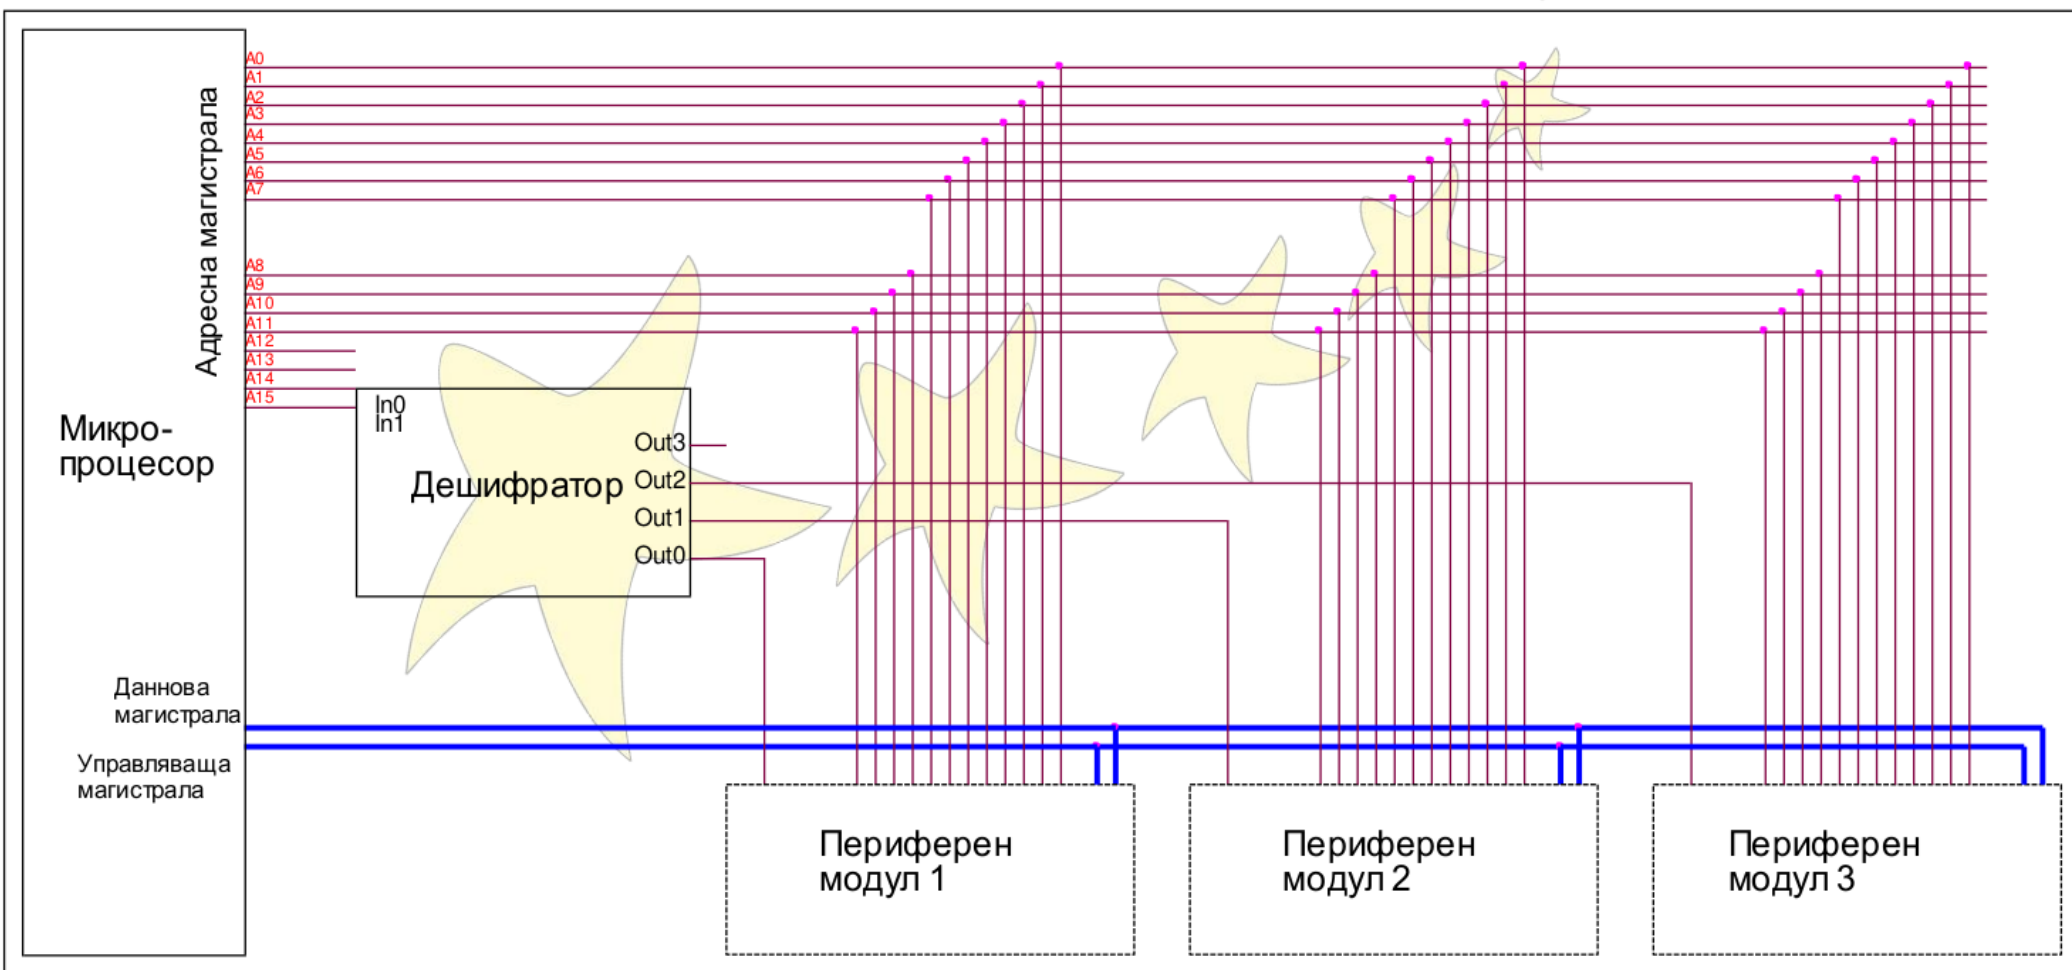 A0
A1
A2
A3
A4
A5
A6
A7
Адресна магистрала
A8
A9
A10
A11
A12
A13
A14
A15
In0
In1
Микро-
процесор
Out3
Дешифратор
Out2
Out1
Out0
Даннова
магистрала
Управляваща
магистрала
Периферен
модул 1
Периферен
модул 2
Периферен
модул 3